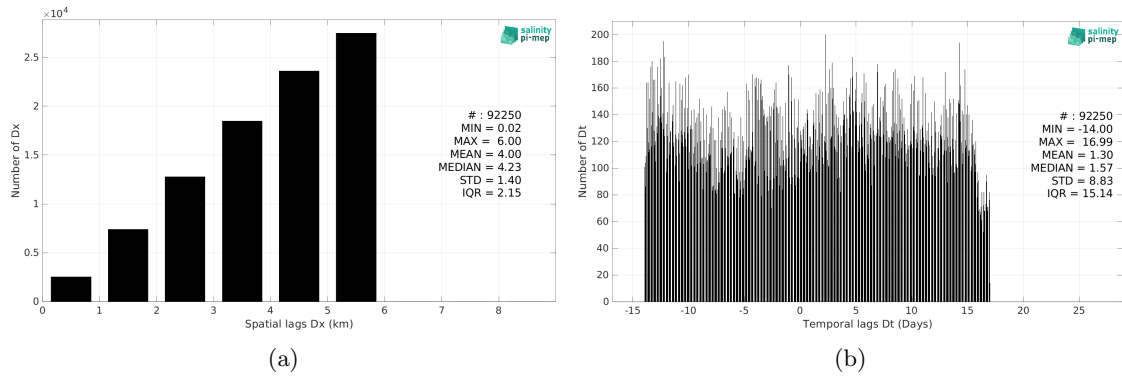 ×10⁴
2.5
2
1.5
1
0.5
0
0 1 2 3 4 5 6 7 8 9
Number of Dx
Spatial lags Dx (km)
salinity
pi-mep
# : 92250
MIN = 0.02
MAX = 6.00
MEAN = 4.00
MEDIAN = 4.23
STD = 1.40
IQR = 2.15
(a)
200
180
160
140
120
100
80
60
40
20
0
-15 -10 -5 0 5 10 15 20 25
Number of Dt
Temporal lags Dt (Days)
salinity
pi-mep
# : 92250
MIN = -14.00
MAX = 16.99
MEAN = 1.30
MEDIAN = 1.57
STD = 8.83
IQR = 15.14
(b)